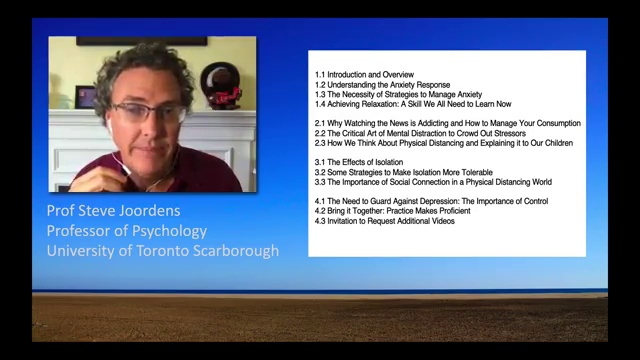 Prof Steve Joordens
Professor of Psychology
University of Toronto Scarborough
1.1 Introduction and Overview
1.2 Understanding the Anxiety Response
1.3 The Necessity of Strategies to Manage Anxiety
1.4 Achieving Relaxation: A Skill We All Need to Learn Now
2.1 Why Watching the News is Addicting and How to Manage Your Consumption
2.2 The Critical Art of Mental Distraction to Crowd Out Stressors
2.3 How We Think About Physical Distancing and Explaining it to Our Children
3.1 The Effects of Isolation
3.2 Some Strategies to Make Isolation More Tolerable
3.3 The Importance of Social Connection in a Physical Distancing World
4.1 The Need to Guard Against Depression: The Importance of Control
4.2 Bring it Together: Practice Makes Proficient
4.3 Invitation to Request Additional Videos